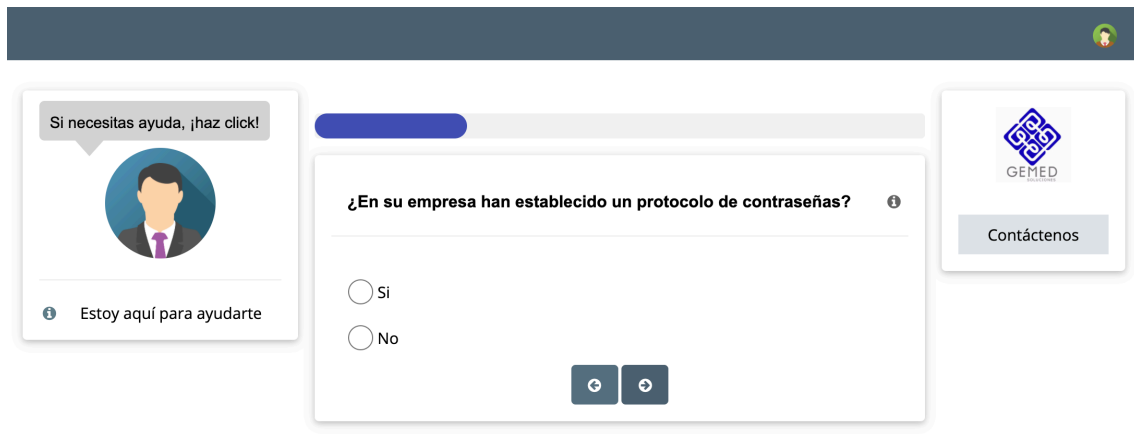 Si necesitas ayuda, ¡haz click!
Estoy aquí para ayudarte
¿En su empresa han establecido un protocolo de contraseñas?
Si
No
GEMED
SOLUCIONES
Contáctenos